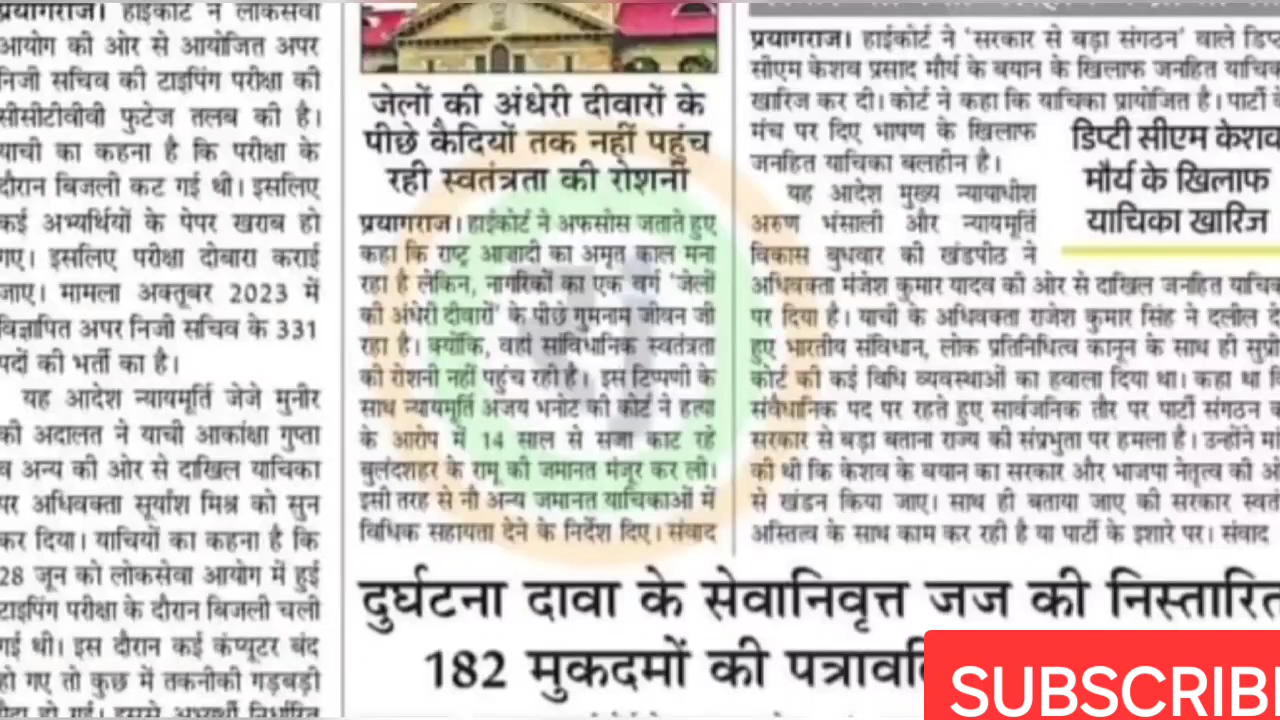 प्रयागराज। हाईकोर्ट ने लोकसेवा
आयोग की ओर से आयोजित अपर
निजी सचिव की टाइपिंग परीक्षा की
सीसीटीवीवी फुटेज तलब की है।
याची का कहना है कि परीक्षा के
दौरान बिजली कट गई थी। इसलिए
कई अभ्यर्थियों के पेपर खराब हो
गए। इसलिए परीक्षा दोबारा कराई
जाए। मामला अक्तूबर 2023 में
विज्ञापित अपर निजी सचिव के 331
पदों की भर्ती का है।
यह आदेश न्यायमूर्ति जेजे मुनीर
की अदालत ने याची आकांक्षा गुप्ता
व अन्य की ओर से दाखिल याचिका
पर अधिवक्ता सूर्यांश मिश्र को सुन
कर दिया। याचियों का कहना है कि
28 जून को लोकसेवा आयोग में हुई
टाइपिंग परीक्षा के दौरान बिजली चली
गई थी। इस दौरान कई कंप्यूटर बंद
हो गए तो कुछ में तकनीकी गड़बड़ी
पैदा हो गई। इससे अभ्यर्थी निर्धारित
जेलों की अंधेरी दीवारों के
पीछे कैदियों तक नहीं पहुंच
रही स्वतंत्रता की रोशनी
प्रयागराज। हाईकोर्ट ने अफसोस जताते हुए
कहा कि राष्ट्र आजादी का अमृत काल मना
रहा है लेकिन, नागरिकों का एक वर्ग 'जेलों
की अंधेरी दीवारों' के पीछे गुमनाम जीवन जी
रहा है। क्योंकि, वहां सांविधानिक स्वतंत्रता
की रोशनी नहीं पहुंच रही है। इस टिप्पणी के
साथ न्यायमूर्ति अजय भनोट की कोर्ट ने हत्या
के आरोप में 14 साल से सजा काट रहे
बुलंदशहर के रामू की जमानत मंजूर कर ली।
इसी तरह से नौ अन्य जमानत याचिकाओं में
विधिक सहायता देने के निर्देश दिए। संवाद
प्रयागराज। हाईकोर्ट ने 'सरकार से बड़ा संगठन' वाले डिप्टी
सीएम केशव प्रसाद मौर्य के बयान के खिलाफ जनहित याचिका
खारिज कर दी। कोर्ट ने कहा कि याचिका प्रायोजित है। पार्टी के
मंच पर दिए भाषण के खिलाफ
जनहित याचिका बलहीन है।
यह आदेश मुख्य न्यायाधीश
अरुण भंसाली और न्यायमूर्ति
विकास बुधवार की खंडपीठ ने
डिप्टी सीएम केशव
मौर्य के खिलाफ
याचिका खारिज
अधिवक्ता मंजेश कुमार यादव की ओर से दाखिल जनहित याचिका
पर दिया है। याची के अधिवक्ता राजेश कुमार सिंह ने दलील देते
हुए भारतीय संविधान, लोक प्रतिनिधित्व कानून के साथ ही सुप्रीम
कोर्ट की कई विधि व्यवस्थाओं का हवाला दिया था। कहा था कि
संवैधानिक पद पर रहते हुए सार्वजनिक तौर पर पार्टी संगठन को
सरकार से बड़ा बताना राज्य की संप्रभुता पर हमला है। उन्होंने मांग
की थी कि केशव के बयान का सरकार और भाजपा नेतृत्व की ओर
से खंडन किया जाए। साथ ही बताया जाए की सरकार स्वतंत्र
अस्तित्व के साथ काम कर रही है या पार्टी के इशारे पर। संवाद
दुर्घटना दावा के सेवानिवृत्त जज की निस्तारित
182 मुकदमों की
SUBSCRIB